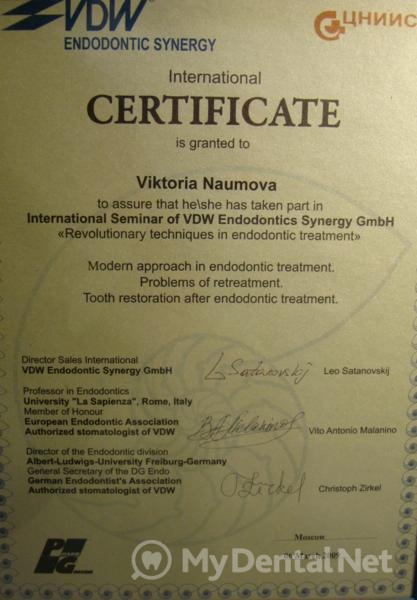 VDW
ENDODONTIC SYNERGY
ЦНИИС
International
CERTIFICATE
is granted to
Viktoria Naumova
to assure that he\she has taken part in
International Seminar of VDW Endodontics Synergy GmbH
«Revolutionary techniques in endodontic treatment»
Modern approach in endodontic treatment.
Problems of retreatment.
Tooth restoration after endodontic treatment.
Director Sales International
VDW Endodontic Synergy GmbH
L Satanovskij
Leo Satanovskij
Professor in Endodontics
University "La Sapienza", Rome, Italy
Member of Honour
European Endodontic Association
Authorized stomatologist of VDW
Vito Antonio Malanino
Director of the Endodontic division
Albert-Ludwigs-University Freiburg-Germany
General Secretary of the DG Endo
German Endodontist's Association
Authorized stomatologist of VDW
Christoph Zirkel
Moscow
MyDentalNet